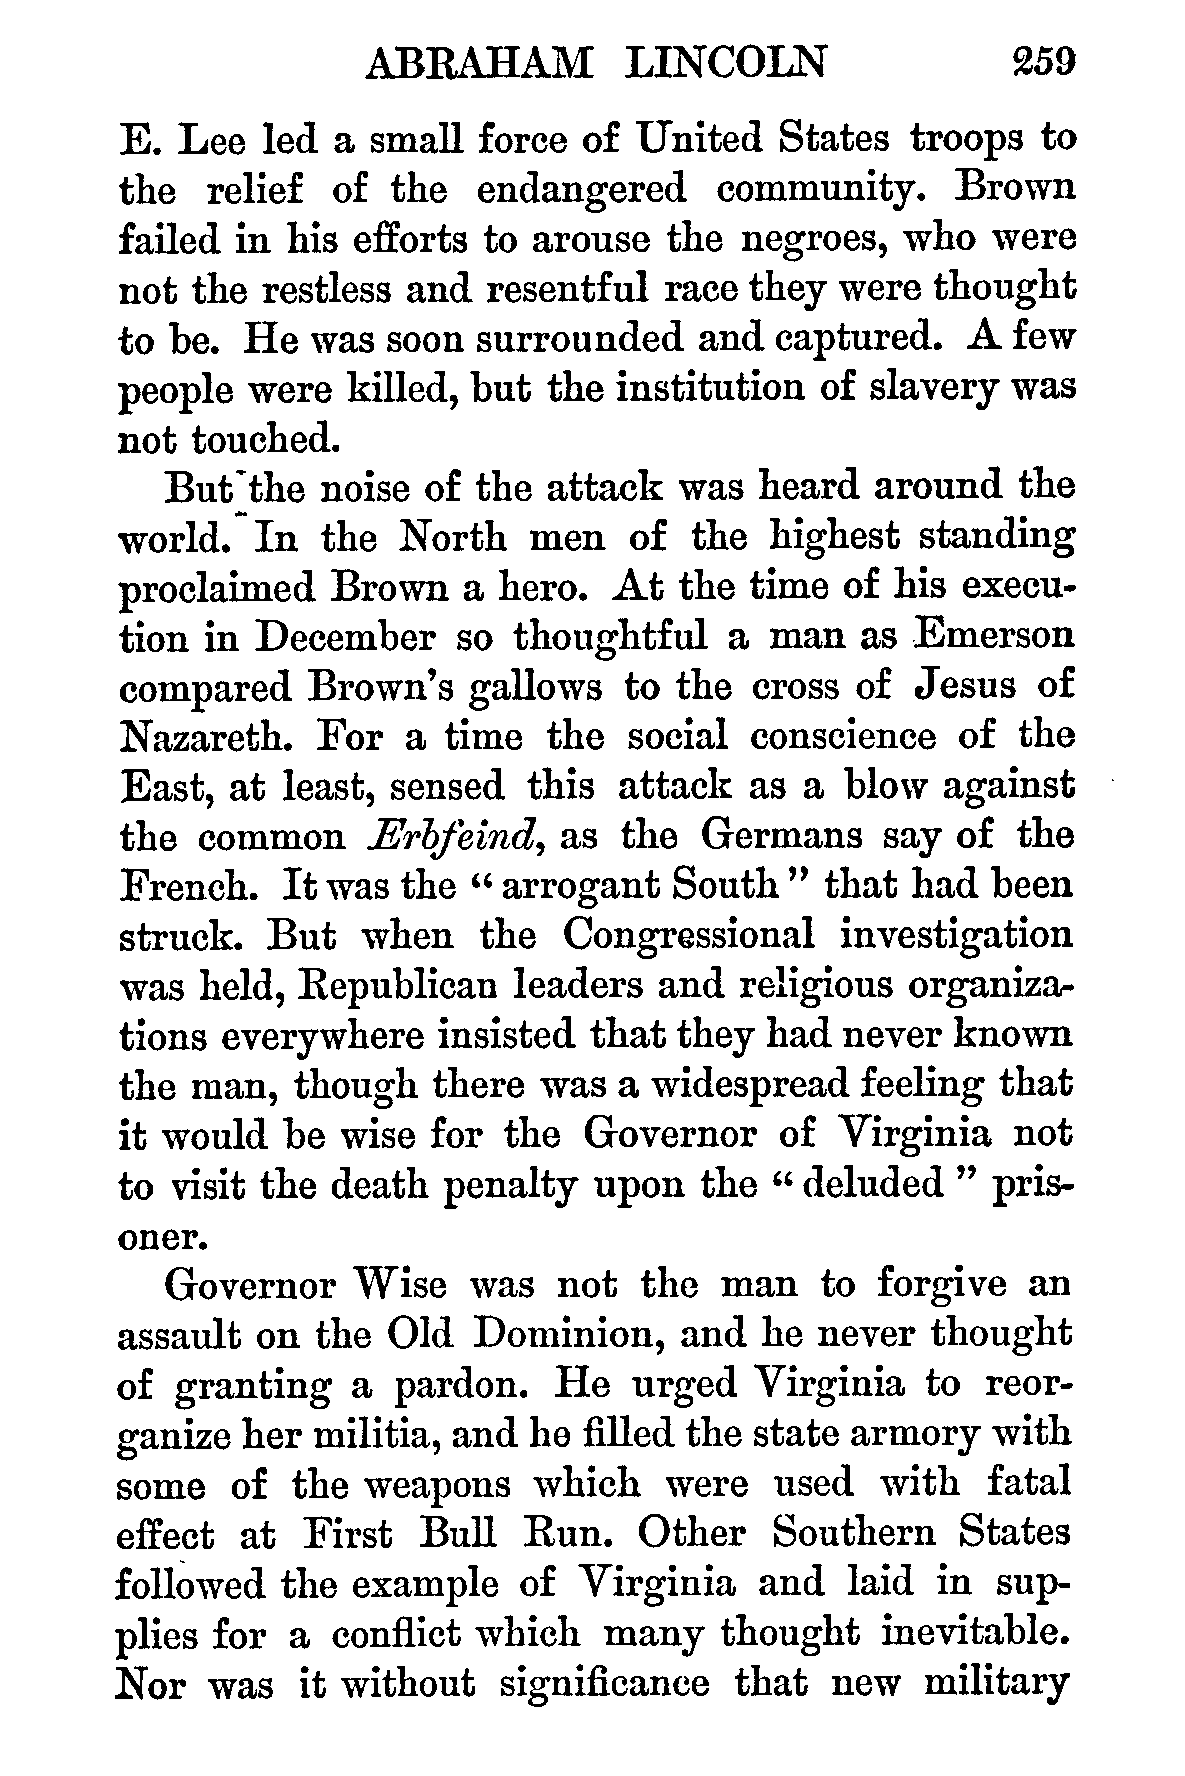 ABRAHAM LINCOLN 259
E. Lee led a small force of United States troops to
the relief of the endangered community. Brown
failed in his efforts to arouse the negroes, who were
not the restless and resentful race they were thought
to be. He was soon surrounded and captured. A few
people were killed, but the institution of slavery was
not touched.
But the noise of the attack was heard around the
world. In the North men of the highest standing
proclaimed Brown a hero. At the time of his execu-
tion in December so thoughtful a man as Emerson
compared Brown's gallows to the cross of Jesus of
Nazareth. For a time the social conscience of the
East, at least, sensed this attack as a blow against
the common Erbfeind, as the Germans say of the
French. It was the “ arrogant South ” that had been
struck. But when the Congressional investigation
was held, Republican leaders and religious organiza-
tions everywhere insisted that they had never known
the man, though there was a widespread feeling that
it would be wise for the Governor of Virginia not
to visit the death penalty upon the “ deluded ” pris-
oner.
Governor Wise was not the man to forgive an
assault on the Old Dominion, and he never thought
of granting a pardon. He urged Virginia to reor-
ganize her militia, and he filled the state armory with
some of the weapons which were used with fatal
effect at First Bull Run. Other Southern States
followed the example of Virginia and laid in sup-
plies for a conflict which many thought inevitable.
Nor was it without significance that new military